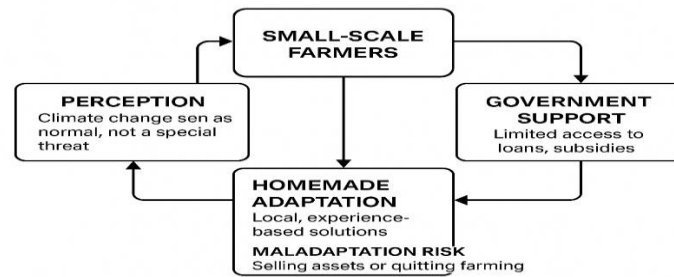 SMALL-SCALE
FARMERS
PERCEPTION
Climate change sen as
normal, not a special
threat
GOVERNMENT
SUPPORT
Limited access to
loans, subsidies
HOMEMADE
ADAPTATION
Local, experience-
based solutions
MALADAPTATION RISK
Selling assets or quitting farming